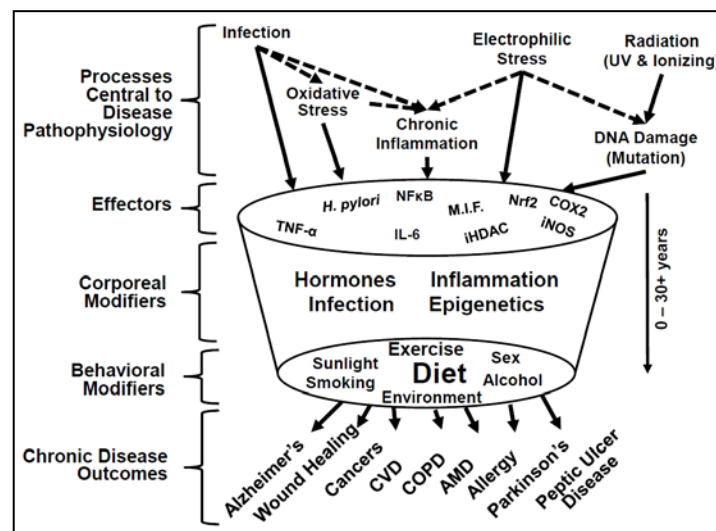 Processes
Central to
Disease
Pathophysiology
Infection
Oxidative
Stress
Chronic
Inflammation
Electrophilic
Stress
Radiation
(UV & Ionizing)
DNA Damage
(Mutation)
Effectors
TNF-α
H. pylori
NFκB
IL-6
M.I.F.
iHDAC
Nrf2
COX2
iNOS
Corporeal
Modifiers
Hormones
Infection
Inflammation
Epigenetics
0 – 30+ years
Behavioral
Modifiers
Exercise
Sunlight
Smoking
Diet
Sex
Alcohol
Environment
Chronic Disease
Outcomes
Alzheimer's
Wound Healing
Cancers
CVD
COPD
AMD
Allergy
Parkinson's
Peptic Ulcer
Disease